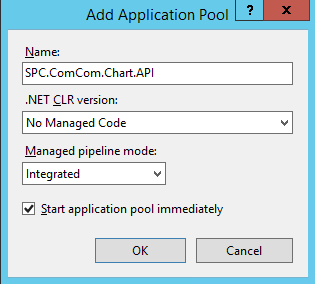 Add Application Pool
?
X
Name:
SPC.ComCom.Chart.API
.NET CLR version:
No Managed Code
Managed pipeline mode:
Integrated
Start application pool immediately
OK
Cancel